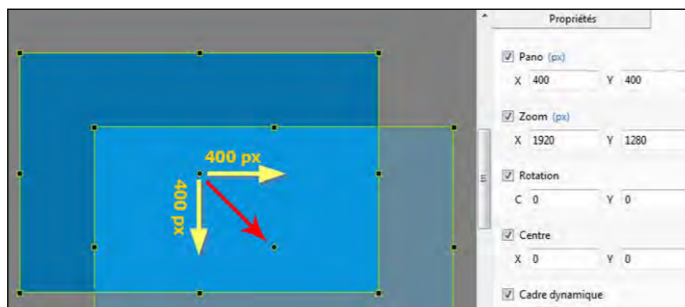 Propriétés
Pano (px)
X 400 Y 400
Zoom (px)
X 1920 Y 1280
Rotation
C 0 Y 0
Centre
X 0 Y 0
Cadre dynamique
400 px
400 px